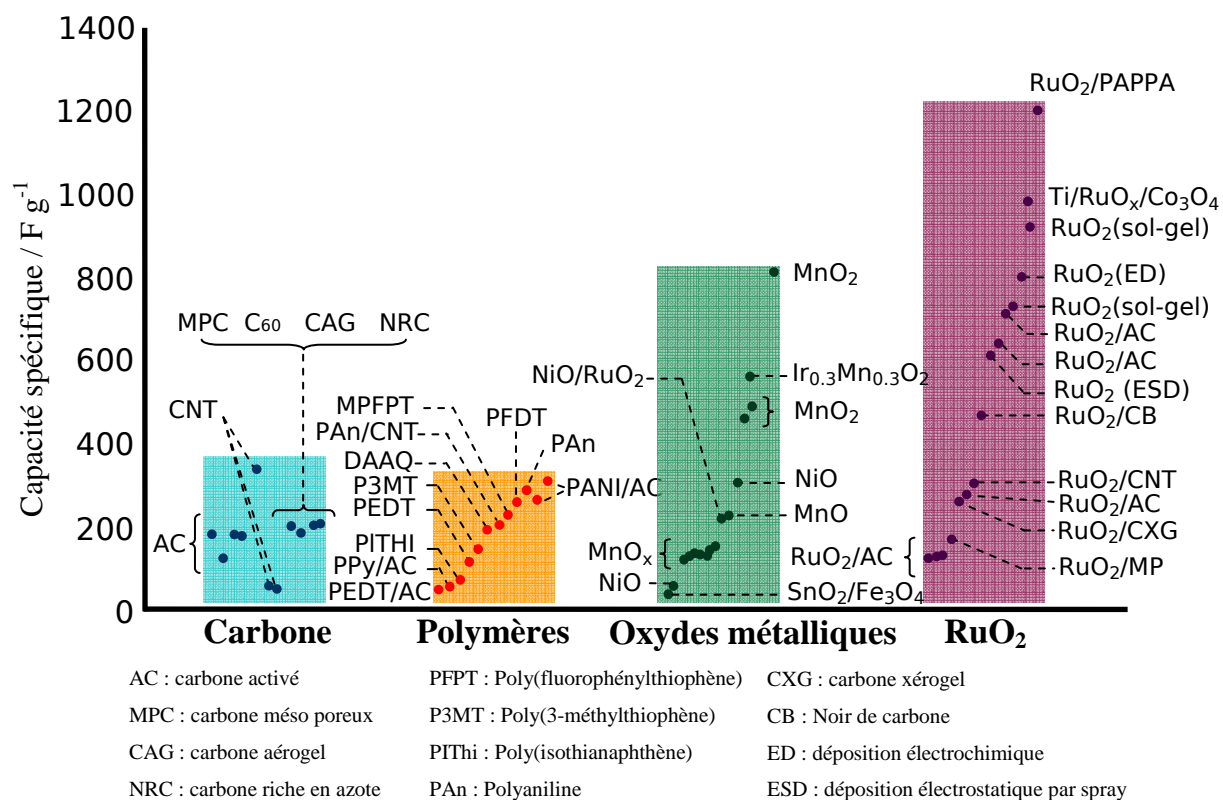 Capacité spécifique / F g⁻¹
1400
1200
1000
800
600
400
200
0
MPC C₆₀ CAG NRC
CNT
AC
MPFPT
PAn/CNT
DAAQ
P3MT
PEDT
PITHI
PPy/AC
PEDT/AC
PFDT
PAn
PANI/AC
NiO/RuO₂
MnOₓ
NiO
MnO₂
Ir₀.₃Mn₀.₃O₂
MnO₂
NiO
MnO
RuO₂/AC
SnO₂/Fe₃O₄
RuO₂/PAPPA
Ti/RuOₓ/Co₃O₄
RuO₂(sol-gel)
RuO₂(ED)
RuO₂(sol-gel)
RuO₂/AC
RuO₂/AC
RuO₂ (ESD)
RuO₂/CB
RuO₂/CNT
RuO₂/AC
RuO₂/CXG
RuO₂/MP
Carbone Polymères Oxydes métalliques RuO₂
AC : carbone activé
MPC : carbone méso poreux
CAG : carbone aérogel
NRC : carbone riche en azote
PFPT : Poly(fluorophénylthiophène)
P3MT : Poly(3-méthylthiophène)
PIThi : Poly(isothianaphthène)
PAn : Polyaniline
CXG : carbone xérogel
CB : Noir de carbone
ED : déposition électrochimique
ESD : déposition électrostatique par spray